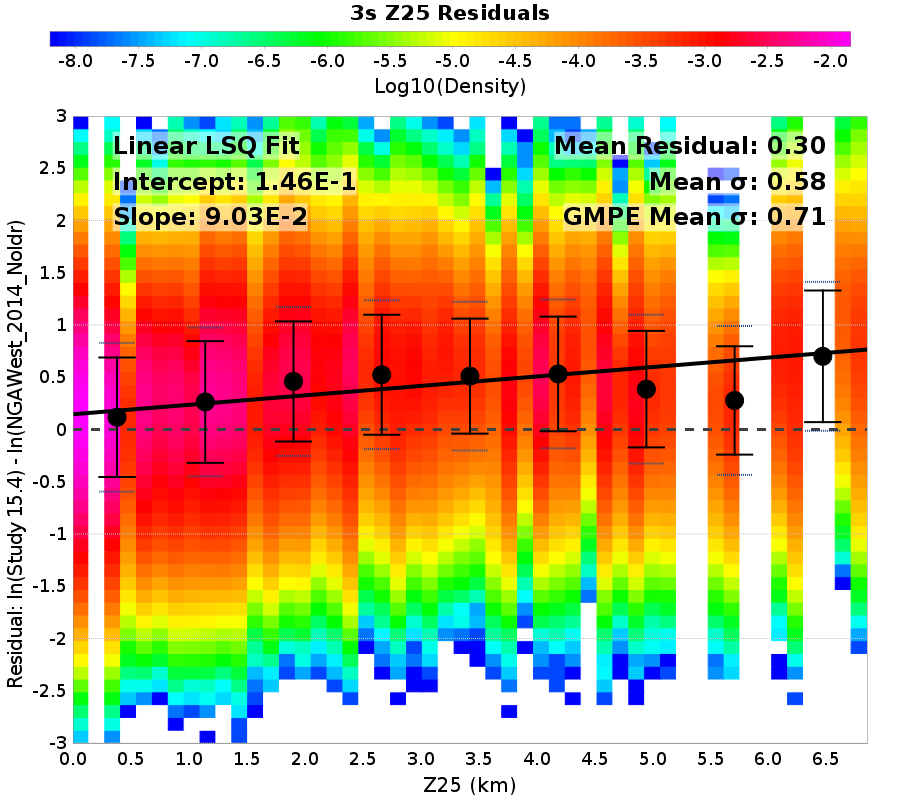 3s Z25 Residuals
-8.0 -7.5 -7.0 -6.5 -6.0 -5.5 -5.0 -4.5 -4.0 -3.5 -3.0 -2.5 -2.0
Log10(Density)
Linear LSQ Fit
Intercept: 1.46E-1
Slope: 9.03E-2
Mean Residual: 0.30
Mean σ: 0.58
GMPE Mean σ: 0.71
Residual: ln(Study 15.4) - ln(NGAWest_2014_NoIdr)
3
2.5
2
1.5
1
0.5
0
-0.5
-1
-1.5
-2
-2.5
-3
0.0 0.5 1.0 1.5 2.0 2.5 3.0 3.5 4.0 4.5 5.0 5.5 6.0 6.5
Z25 (km)